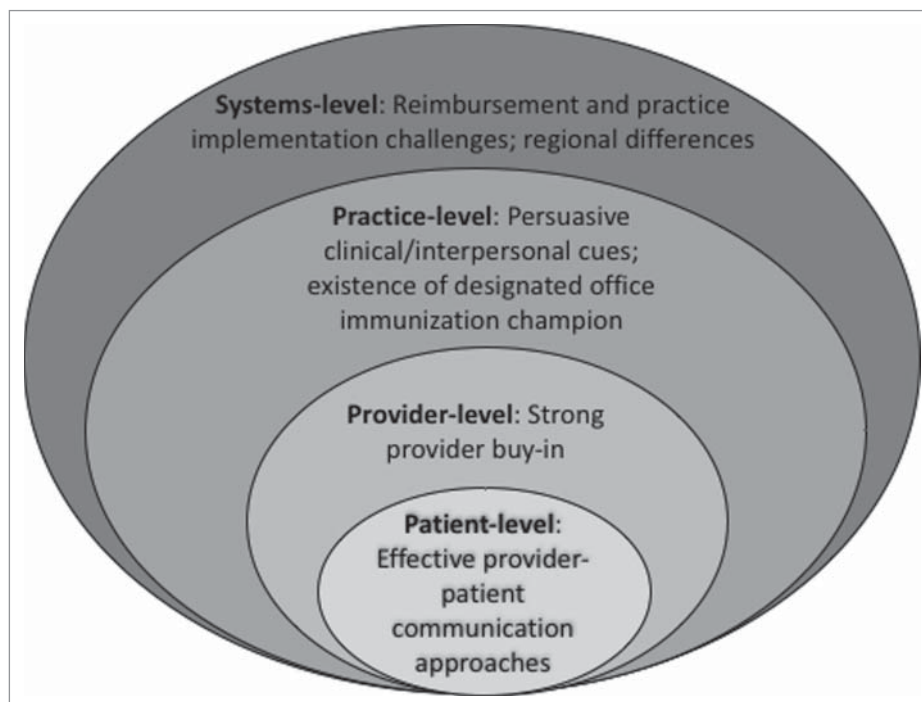 Systems-level: Reimbursement and practice
implementation challenges; regional differences
Practice-level: Persuasive
clinical/interpersonal cues;
existence of designated office
immunization champion
Provider-level: Strong
provider buy-in
Patient-level:
Effective provider-
patient
communication
approaches